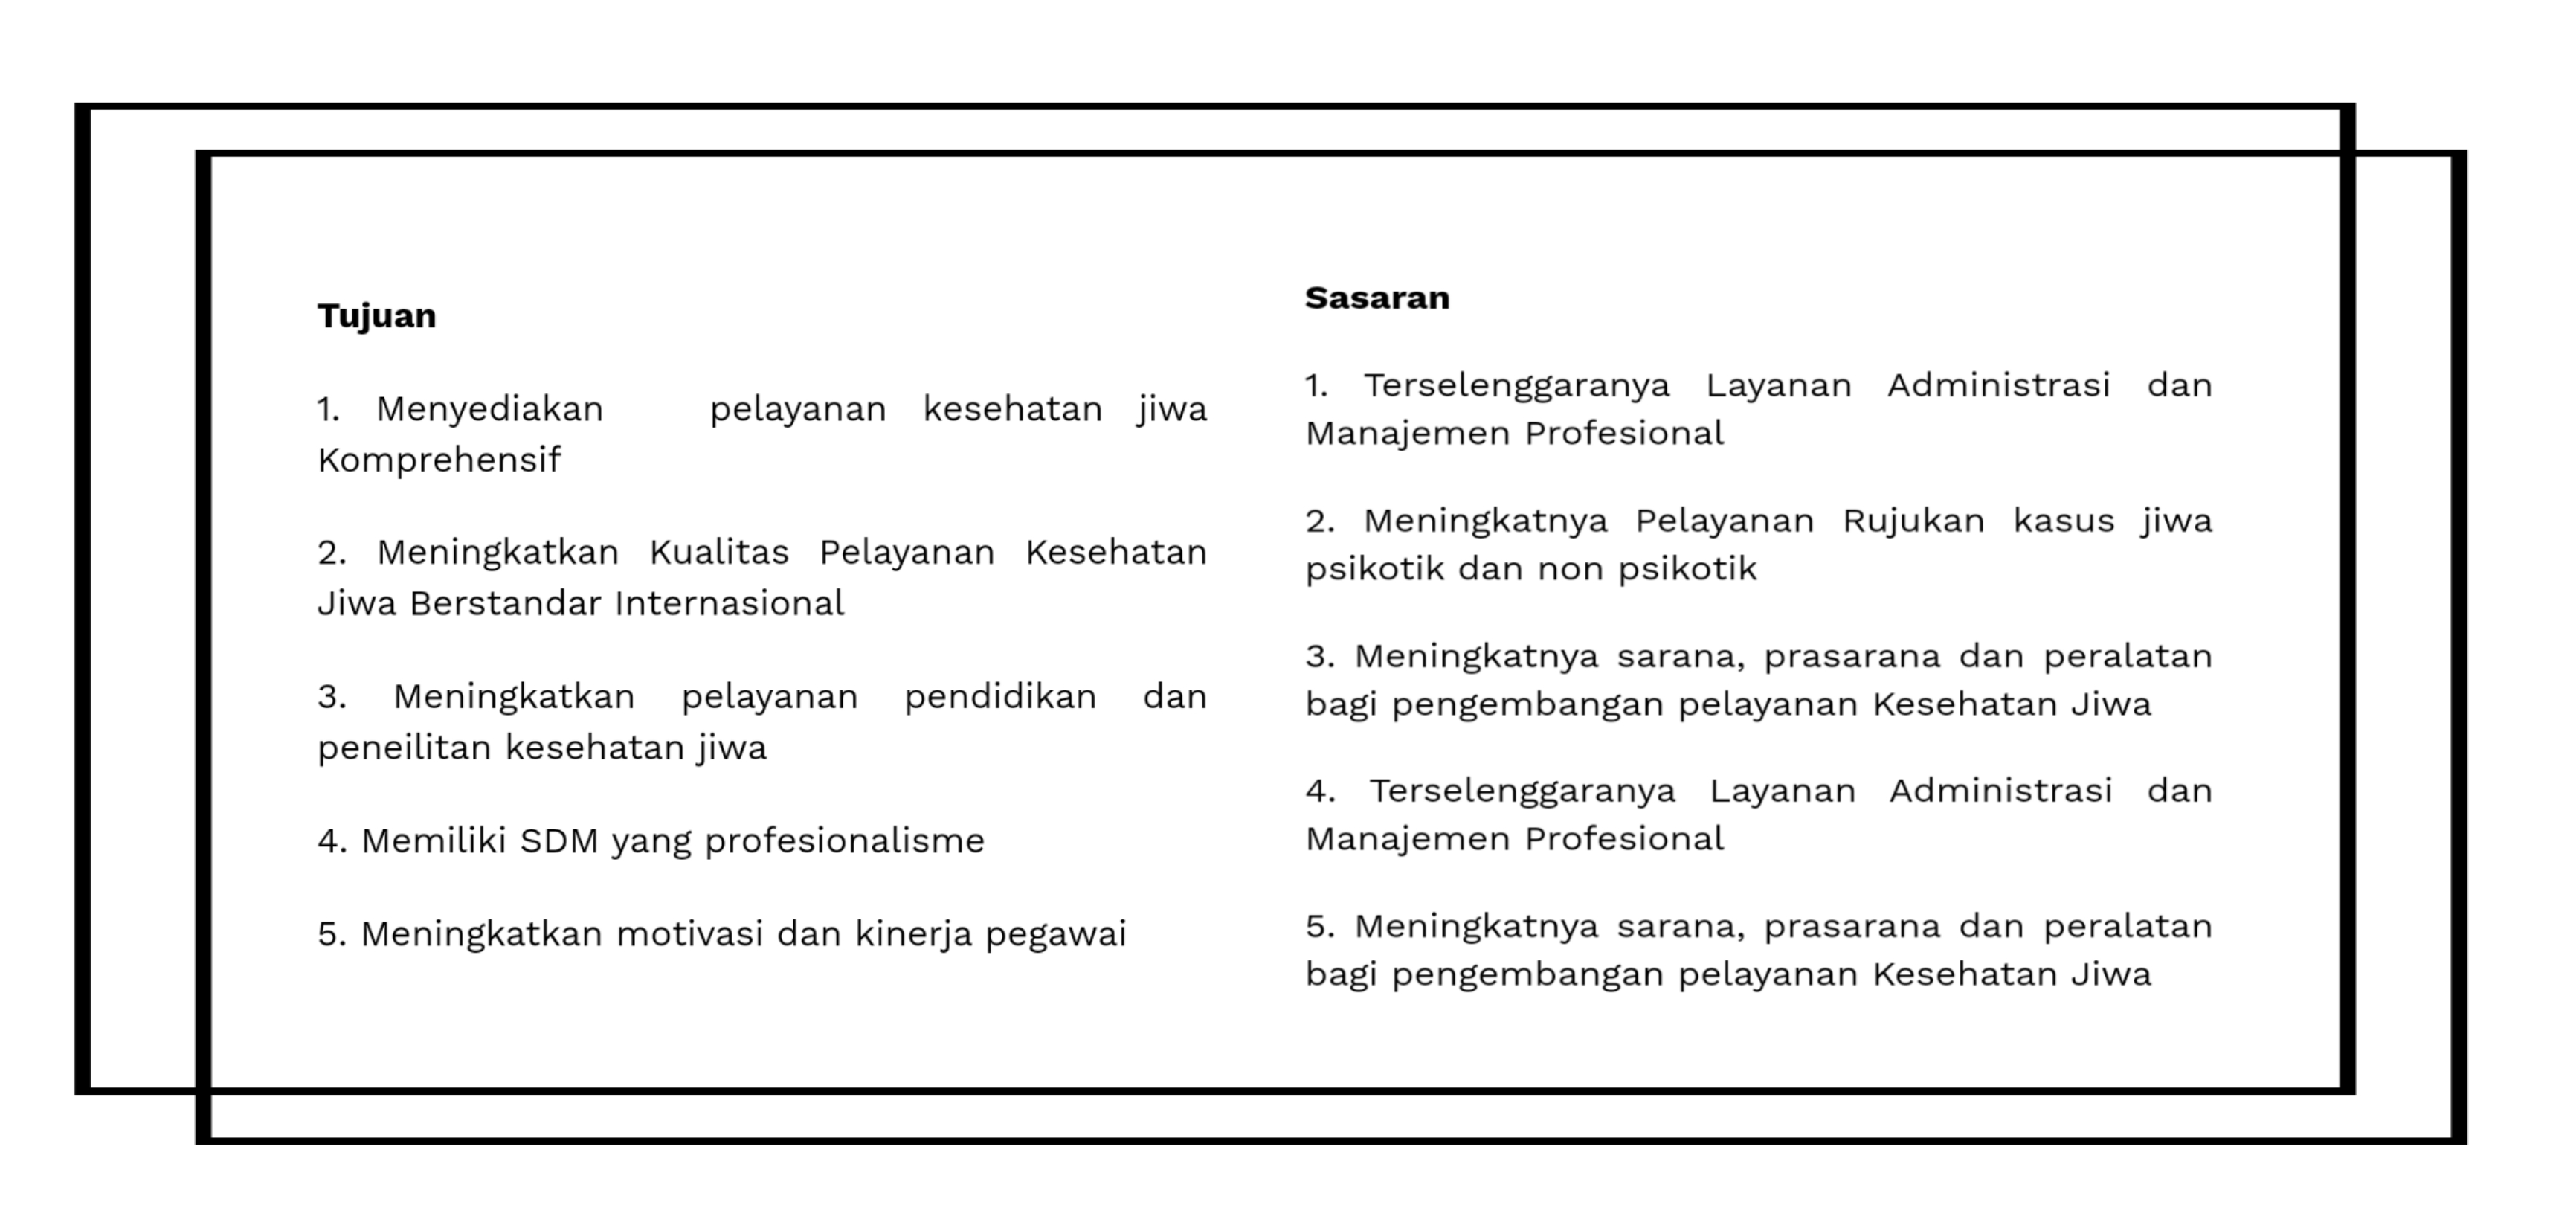 Tujuan
1. Menyediakan pelayanan kesehatan jiwa
Komprehensif
2. Meningkatkan Kualitas Pelayanan Kesehatan
Jiwa Berstandar Internasional
3. Meningkatkan pelayanan pendidikan dan
peneilitan kesehatan jiwa
4. Memiliki SDM yang profesionalisme
5. Meningkatkan motivasi dan kinerja pegawai
Sasaran
1. Terselenggaranya Layanan Administrasi dan
Manajemen Profesional
2. Meningkatnya Pelayanan Rujukan kasus jiwa
psikotik dan non psikotik
3. Meningkatnya sarana, prasarana dan peralatan
bagi pengembangan pelayanan Kesehatan Jiwa
4. Terselenggaranya Layanan Administrasi dan
Manajemen Profesional
5. Meningkatnya sarana, prasarana dan peralatan
bagi pengembangan pelayanan Kesehatan Jiwa